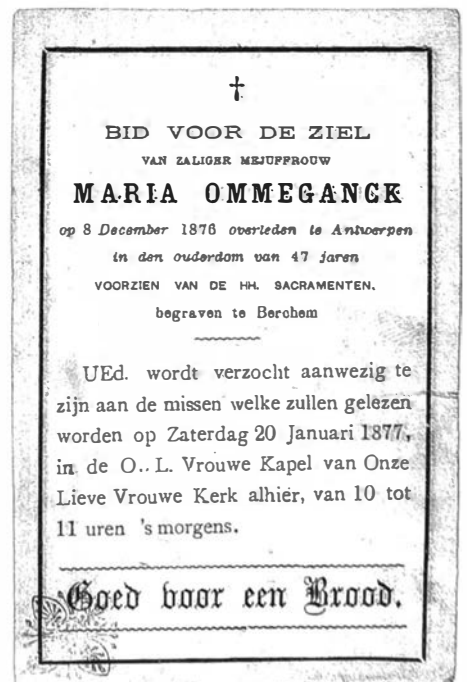 BID VOOR DE ZIEL
VAN ZALIGER MEJUFFROUW
MARIA OMMEGANCK
op 8 December 1876 overleden te Antwerpen
in den ouderdom van 47 jaren
VOORZIEN VAN DE HH. SACRAMENTEN.
begraven te Berchem
UEd. wordt verzocht aanwezig te
zijn aan de missen welke zullen gelezen
worden op Zaterdag 20 Januari 1877,
in de O.. L. Vrouwe Kapel van Onze
Lieve Vrouwe Kerk alhier, van 10 tot
11 uren 's morgens.
Goed voor een Brood.